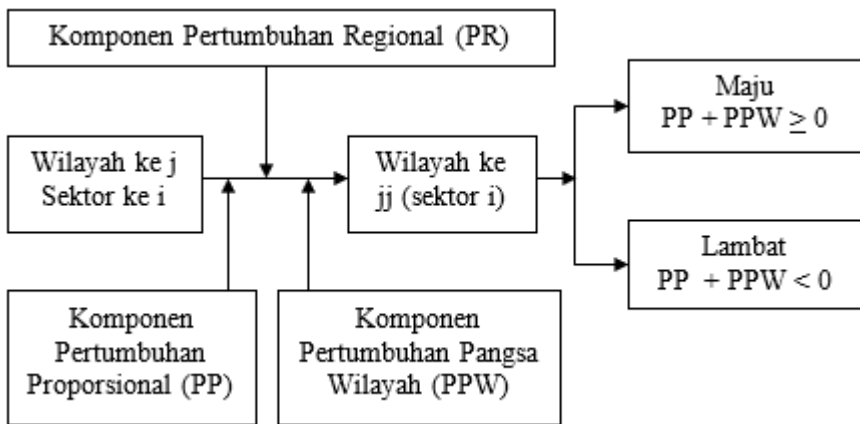 Komponen Pertumbuhan Regional (PR)
Wilayah ke j
Sektor ke i
Wilayah ke
jj (sektor i)
Maju
PP + PPW ≥ 0
Lambat
PP + PPW < 0
Komponen
Pertumbuhan
Proporsional (PP)
Komponen
Pertumbuhan Pangsa
Wilayah (PPW)